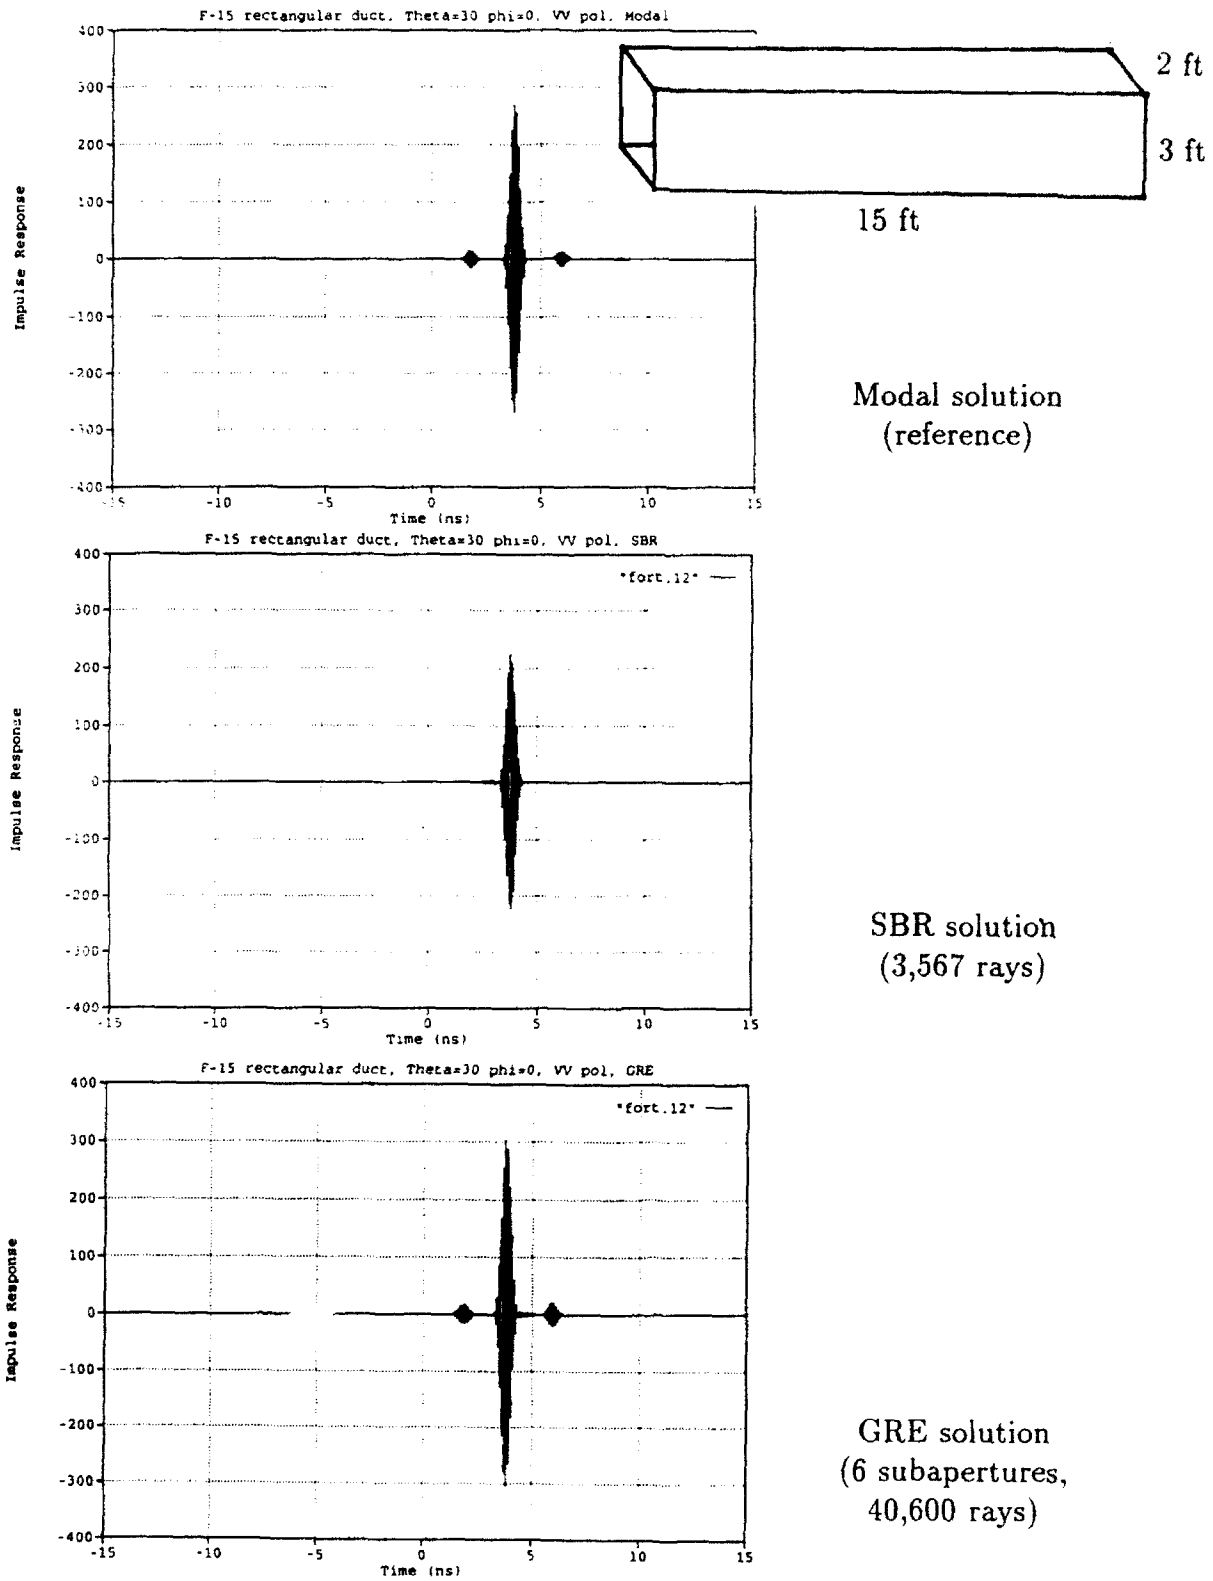 F-15 rectangular duct, Theta=30 phi=0, VV pol, Modal
400
300
200
100
0
-100
-200
-300
-400
-15
-10
-5
0
5
10
15
Impulse Response
Time (ns)
2 ft
3 ft
15 ft
Modal solution
(reference)
F-15 rectangular duct, Theta=30 phi=0, VV pol, SBR
"fort.12"
400
300
200
100
0
-100
-200
-300
-400
-15
-10
-5
0
5
10
15
Impulse Response
Time (ns)
SBR solution
(3,567 rays)
F-15 rectangular duct, Theta=30 phi=0, VV pol, GRE
"fort.12"
400
300
200
100
0
-100
-200
-300
-400
-15
-10
-5
0
5
10
15
Impulse Response
Time (ns)
GRE solution
(6 subapertures,
40,600 rays)